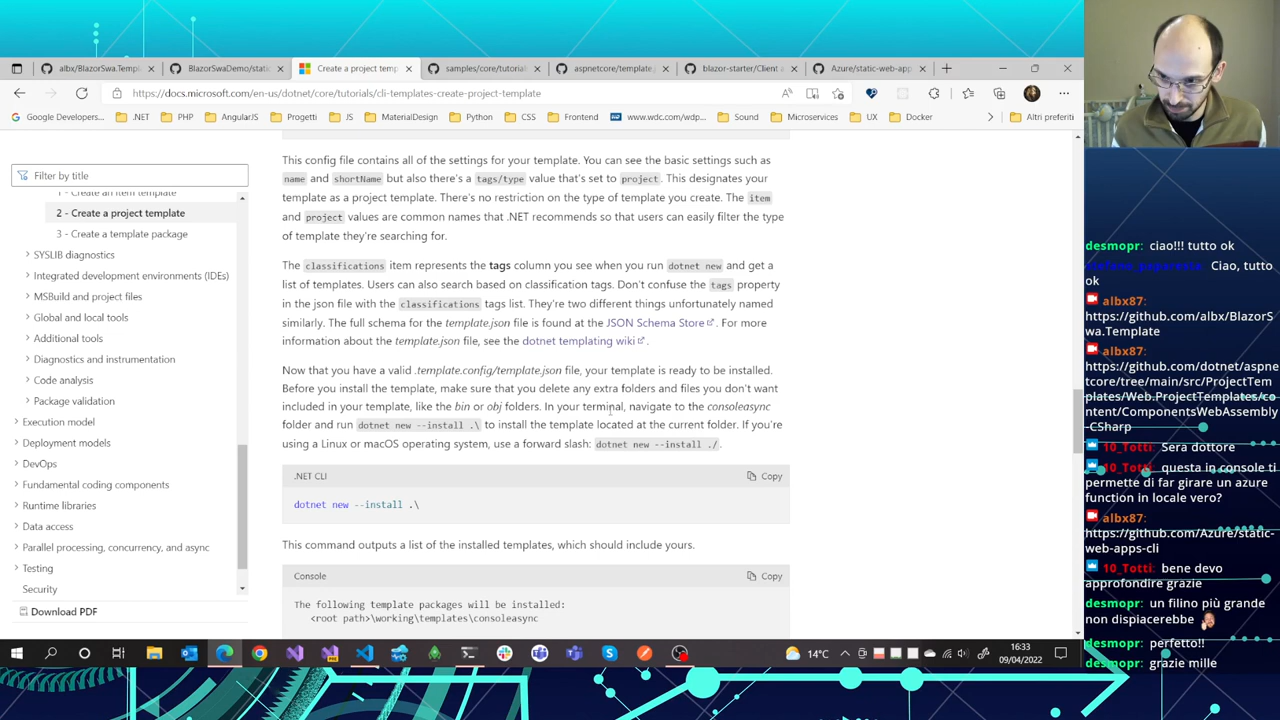 albx/BlazorSwa.Templ
BlazorSwaDemo/stati
Create a project temp
samples/core/tutorial
aspnetcore/template.j
blazor-starter/Client a
Azure/static-web-app
https://docs.microsoft.com/en-us/dotnet/core/tutorials/cli-templates-create-project-template
Google Developers...
.NET
PHP
AngularJS
Progetti
JS
MaterialDesign
Python
CSS
Frontend
www.wdc.com/wdp...
Sound
Microservices
UX
Docker
Altri preferiti
Filter by title
1 - Create an item template
2 - Create a project template
3 - Create a template package
SYSLIB diagnostics
Integrated development environments (IDEs)
MSBuild and project files
Global and local tools
Additional tools
Diagnostics and instrumentation
Code analysis
Package validation
Execution model
Deployment models
DevOps
Fundamental coding components
Runtime libraries
Data access
Parallel processing, concurrency, and async
Testing
Security
Download PDF
This config file contains all of the settings for your template. You can see the basic settings such as
name and shortName but also there's a tags/type value that's set to project. This designates your
template as a project template. There's no restriction on the type of template you create. The item
and project values are common names that .NET recommends so that users can easily filter the type
of template they're searching for.
The classifications item represents the tags column you see when you run dotnet new and get a
list of templates. Users can also search based on classification tags. Don't confuse the tags property
in the json file with the classifications tags list. They're two different things unfortunately named
similarly. The full schema for the template.json file is found at the JSON Schema Store. For more
information about the template.json file, see the dotnet templating wiki.
Now that you have a valid .template.config/template.json file, your template is ready to be installed.
Before you install the template, make sure that you delete any extra folders and files you don't want
included in your template, like the bin or obj folders. In your terminal, navigate to the consoleasync
folder and run dotnet new --install .\ to install the template located at the current folder. If you're
using a Linux or macOS operating system, use a forward slash: dotnet new --install ./.
.NET CLI
Copy
dotnet new --install .\
This command outputs a list of the installed templates, which should include yours.
Console
Copy
The following template packages will be installed:
<root path>\working\templates\consoleasync
14°C
16:33
09/04/2022
desmopr: ciao!!! tutto ok
Ciao, tutto
ok
albx87:
https://github.com/albx/BlazorS
wa.Template
albx87:
https://github.com/dotnet/aspne
tcore/tree/main/src/ProjectTem
plates/Web.ProjectTemplates/co
ntent/ComponentsWebAssembly
-CSharp
10_Totti: Sera dottore
10_Totti: questa in console ti
permette di far girare un azure
function in locale vero?
albx87:
https://github.com/Azure/static-
web-apps-cli
10_Totti: bene devo
approfondire grazie
desmopr: un filino più grande
non dispiacerebbe
desmopr: perfetto!!
desmopr: grazie mille